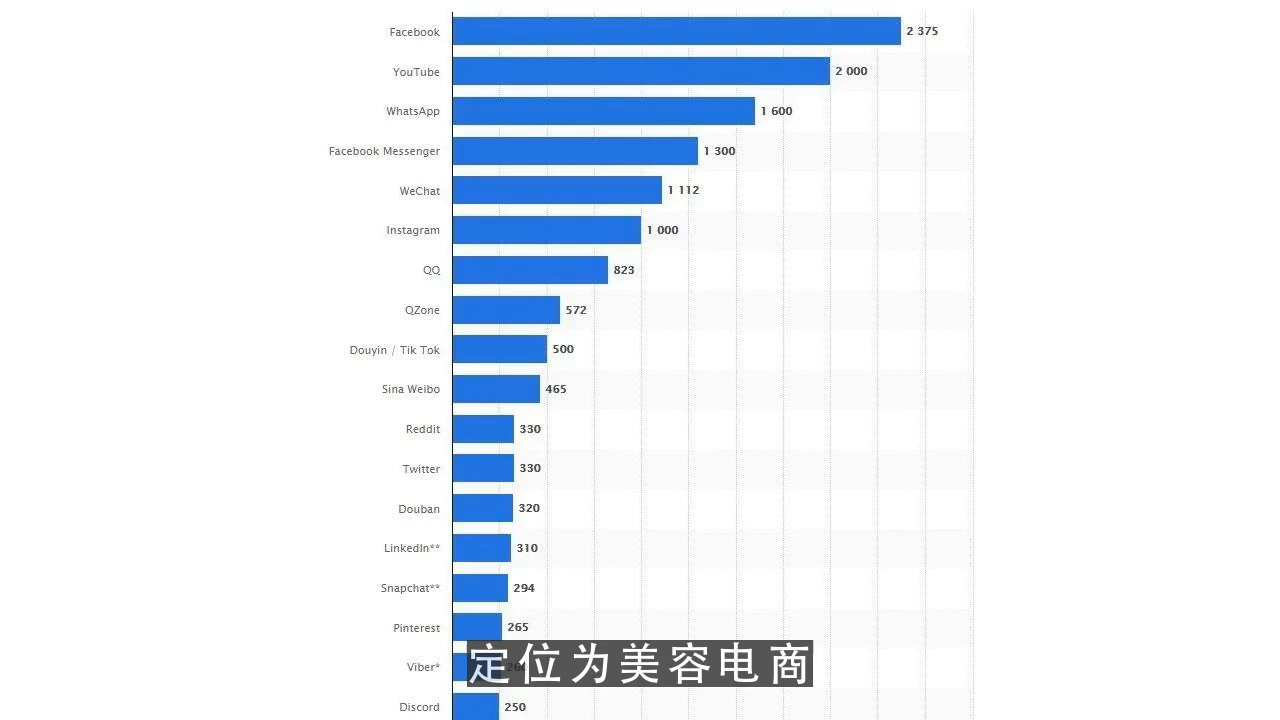 Facebook 2 375
YouTube 2 000
WhatsApp 1 600
Facebook Messenger 1 300
WeChat 1 112
Instagram 1 000
QQ 823
QZone 572
Douyin / Tik Tok 500
Sina Weibo 465
Reddit 330
Twitter 330
Douban 320
LinkedIn** 310
Snapchat** 294
Pinterest 265
Viber*
定位为美容电商
Discord 250